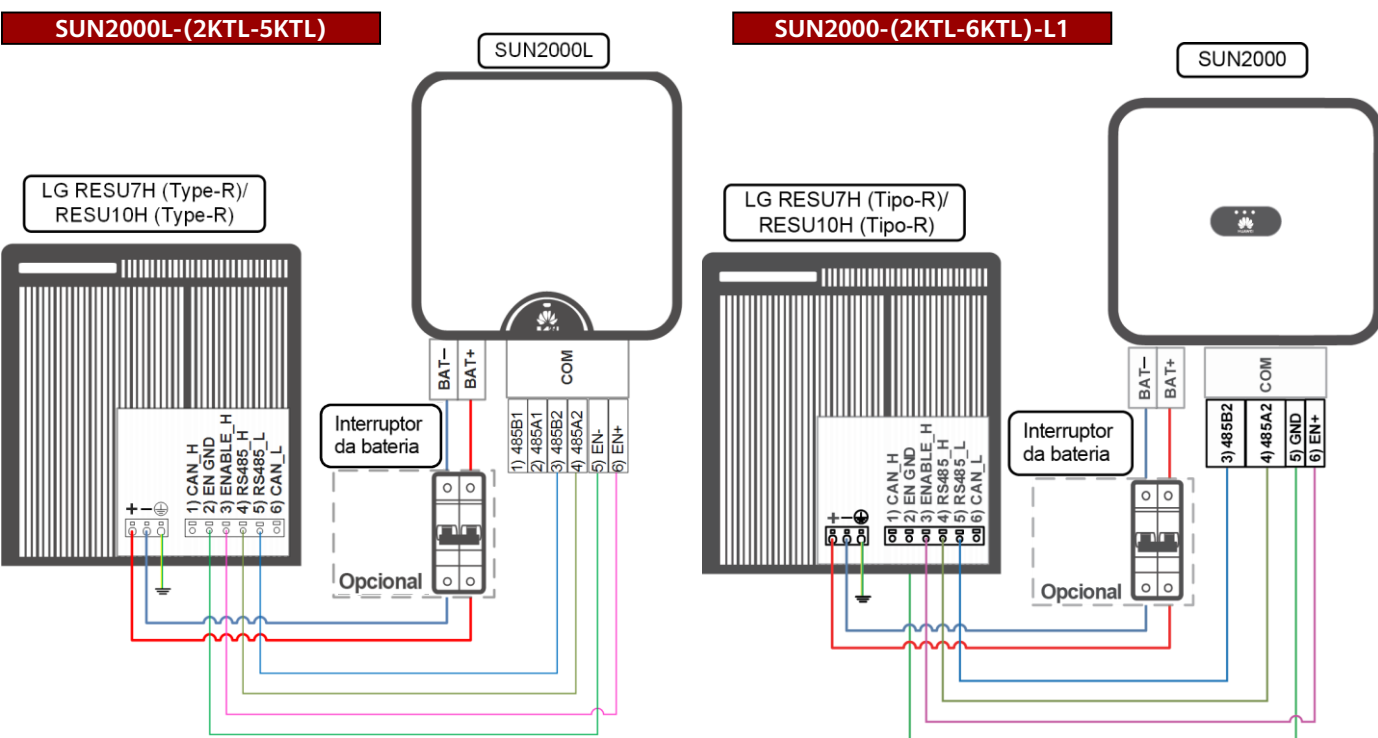 SUN2000L-(2KTL-5KTL)
SUN2000L
LG RESU7H (Type-R)/
RESU10H (Type-R)
BAT−
BAT+
COM
1) 485B1
2) 485A1
3) 485B2
4) 485A2
5) EN-
6) EN+
Interruptor
da bateria
Opcional
+
−
1) CAN_H
2) EN GND
3) ENABLE_H
4) RS485_H
5) RS485_L
6) CAN_L
SUN2000-(2KTL-6KTL)-L1
SUN2000
LG RESU7H (Tipo-R)/
RESU10H (Tipo-R)
BAT−
BAT+
COM
3) 485B2
4) 485A2
5) GND
6) EN+
Interruptor
da bateria
Opcional
+
−
1) CAN_H
2) EN GND
3) ENABLE_H
4) RS485_H
5) RS485_L
6) CAN_L